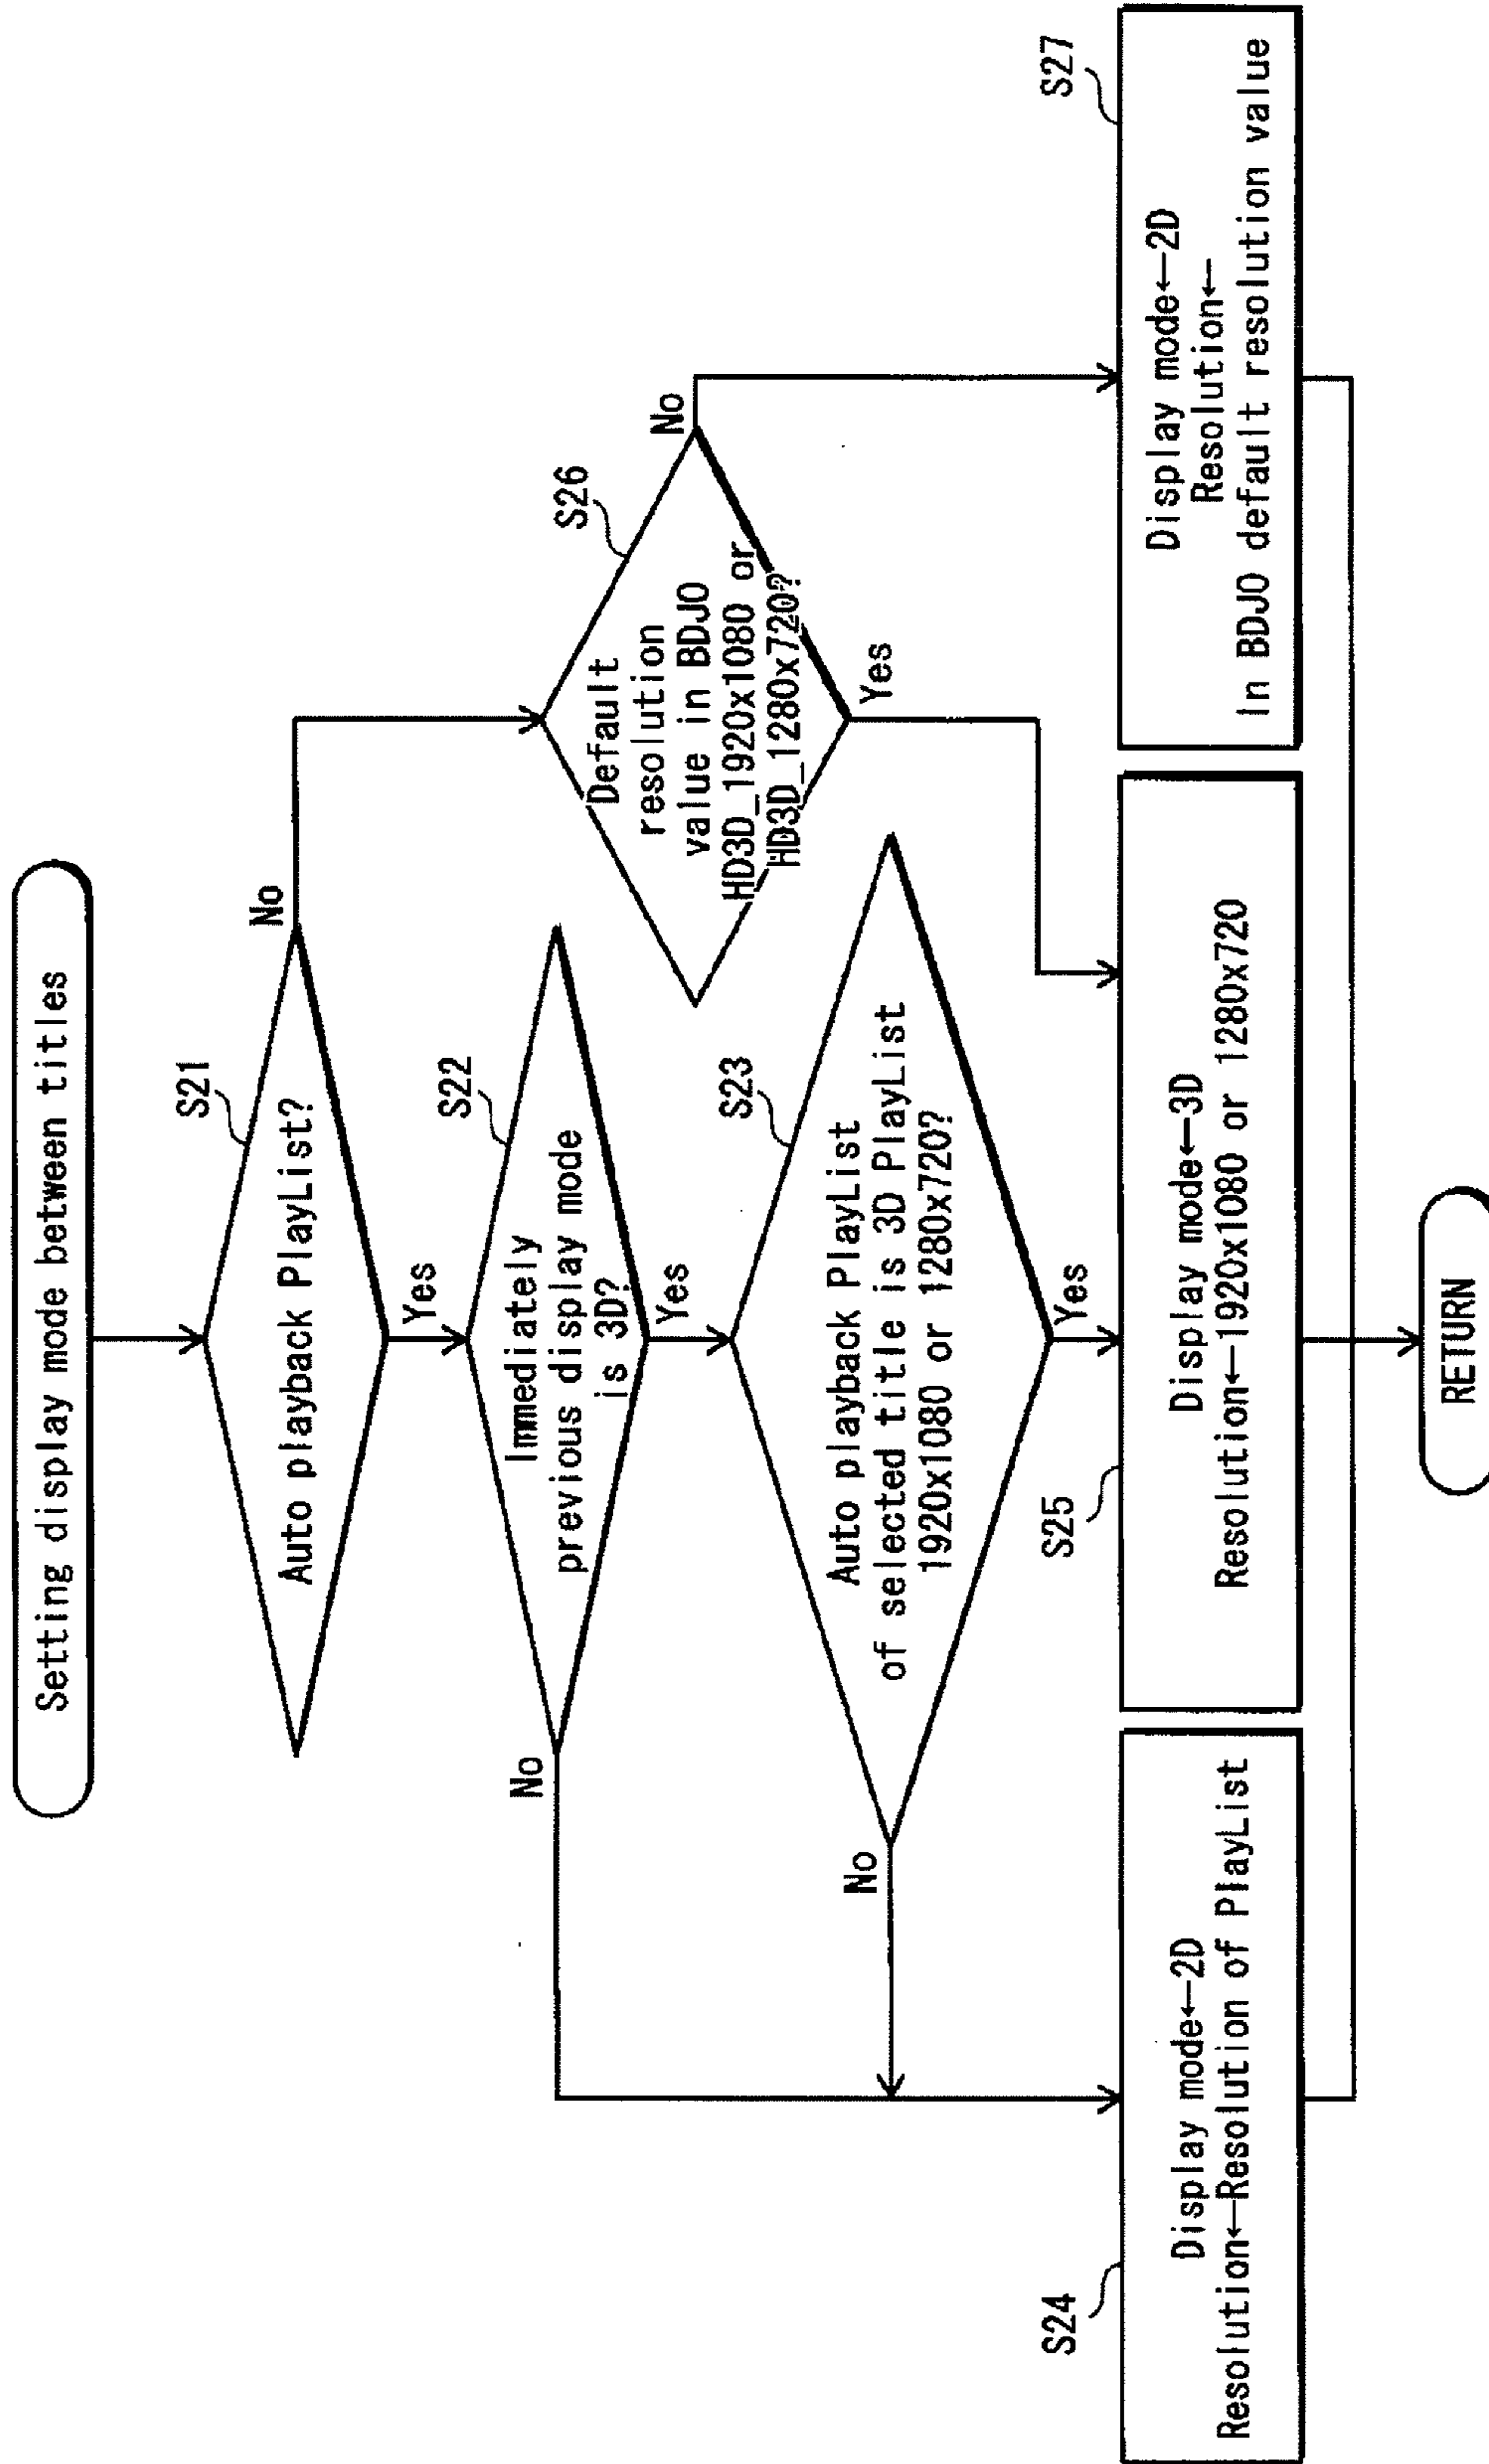 Setting display mode between titles
S21
Auto playback PlayList?
No
Yes
S22
Immediately
previous display mode
is 3D?
No
Yes
S23
Auto playback PlayList
of selected title is 3D PlayList
1920x1080 or 1280x720?
No
Yes
S26
Default
resolution
value in BDJO
HD3D_1920x1080 or
HD3D_1280x720?
No
Yes
S24
Display mode←2D
Resolution←Resolution of PlayList
S25
Display mode←3D
Resolution←1920x1080 or 1280x720
S27
Display mode←2D
Resolution←
In BDJO default resolution value
RETURN